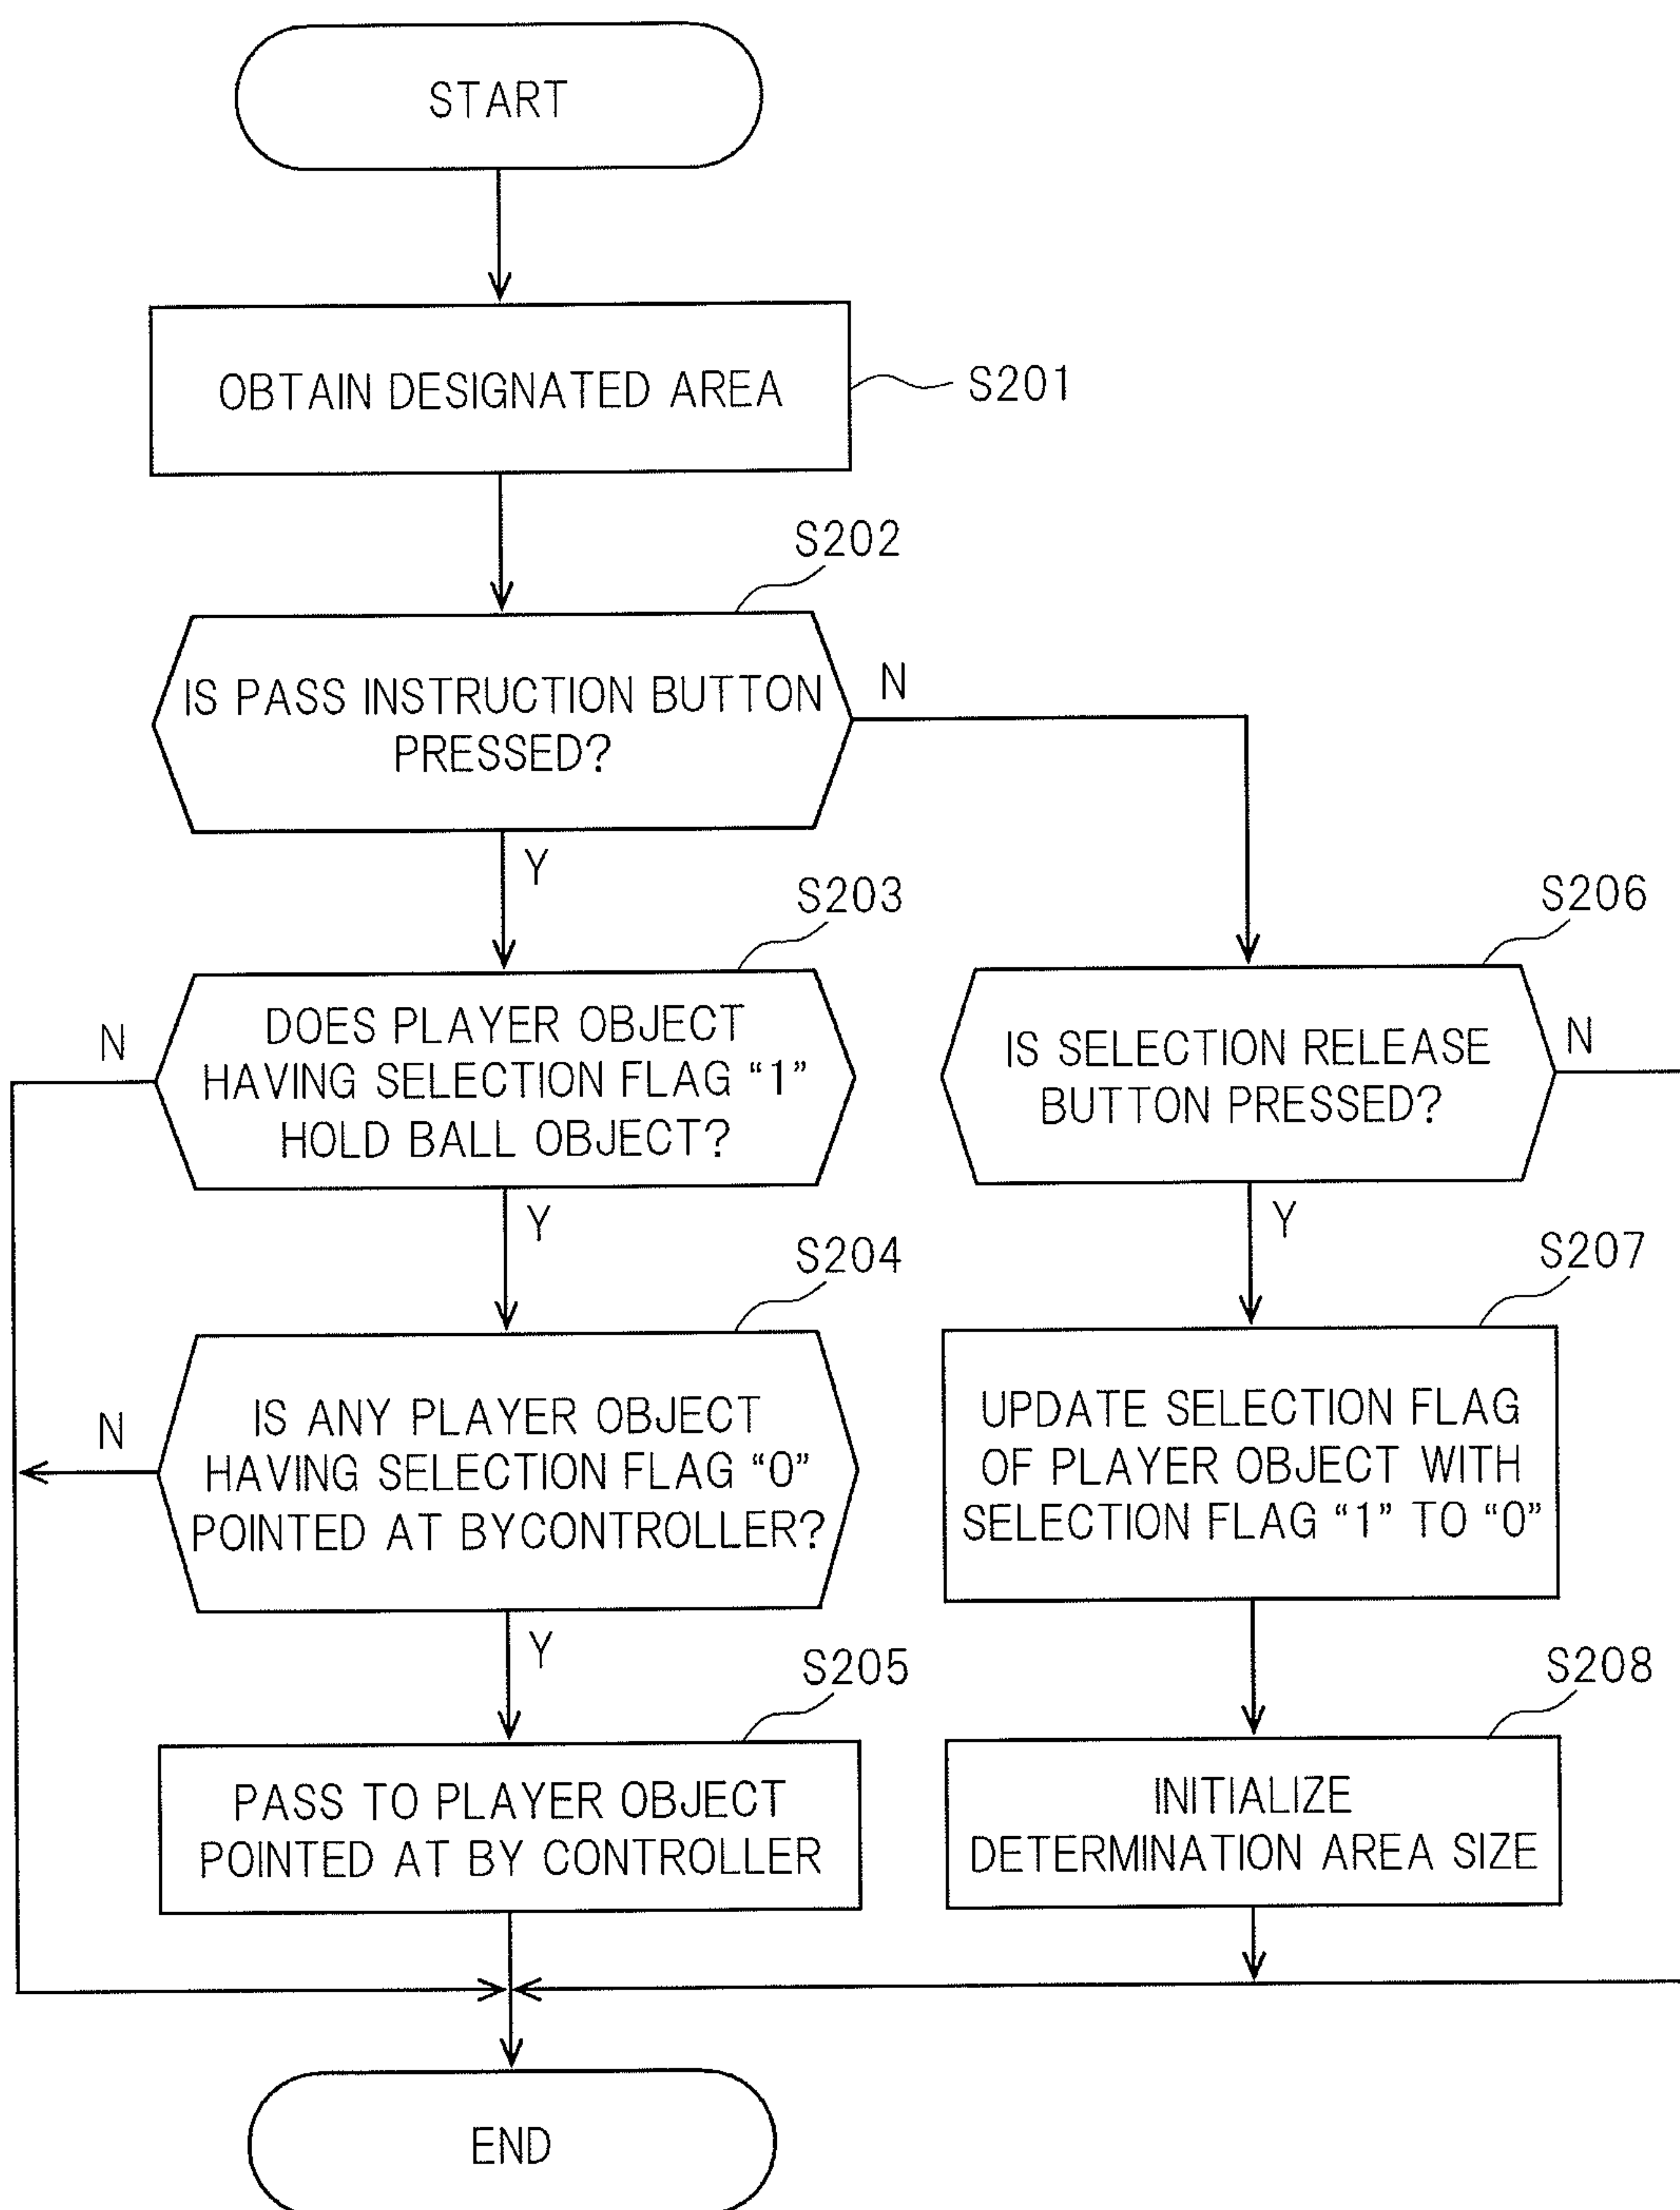 START
OBTAIN DESIGNATED AREA
S201
S202
IS PASS INSTRUCTION BUTTON
PRESSED?
N
Y
S203
DOES PLAYER OBJECT
HAVING SELECTION FLAG “1”
HOLD BALL OBJECT?
N
Y
S204
IS ANY PLAYER OBJECT
HAVING SELECTION FLAG “0”
POINTED AT BYCONTROLLER?
N
Y
S205
PASS TO PLAYER OBJECT
POINTED AT BY CONTROLLER
S206
IS SELECTION RELEASE
BUTTON PRESSED?
N
Y
S207
UPDATE SELECTION FLAG
OF PLAYER OBJECT WITH
SELECTION FLAG “1” TO “0”
S208
INITIALIZE
DETERMINATION AREA SIZE
END